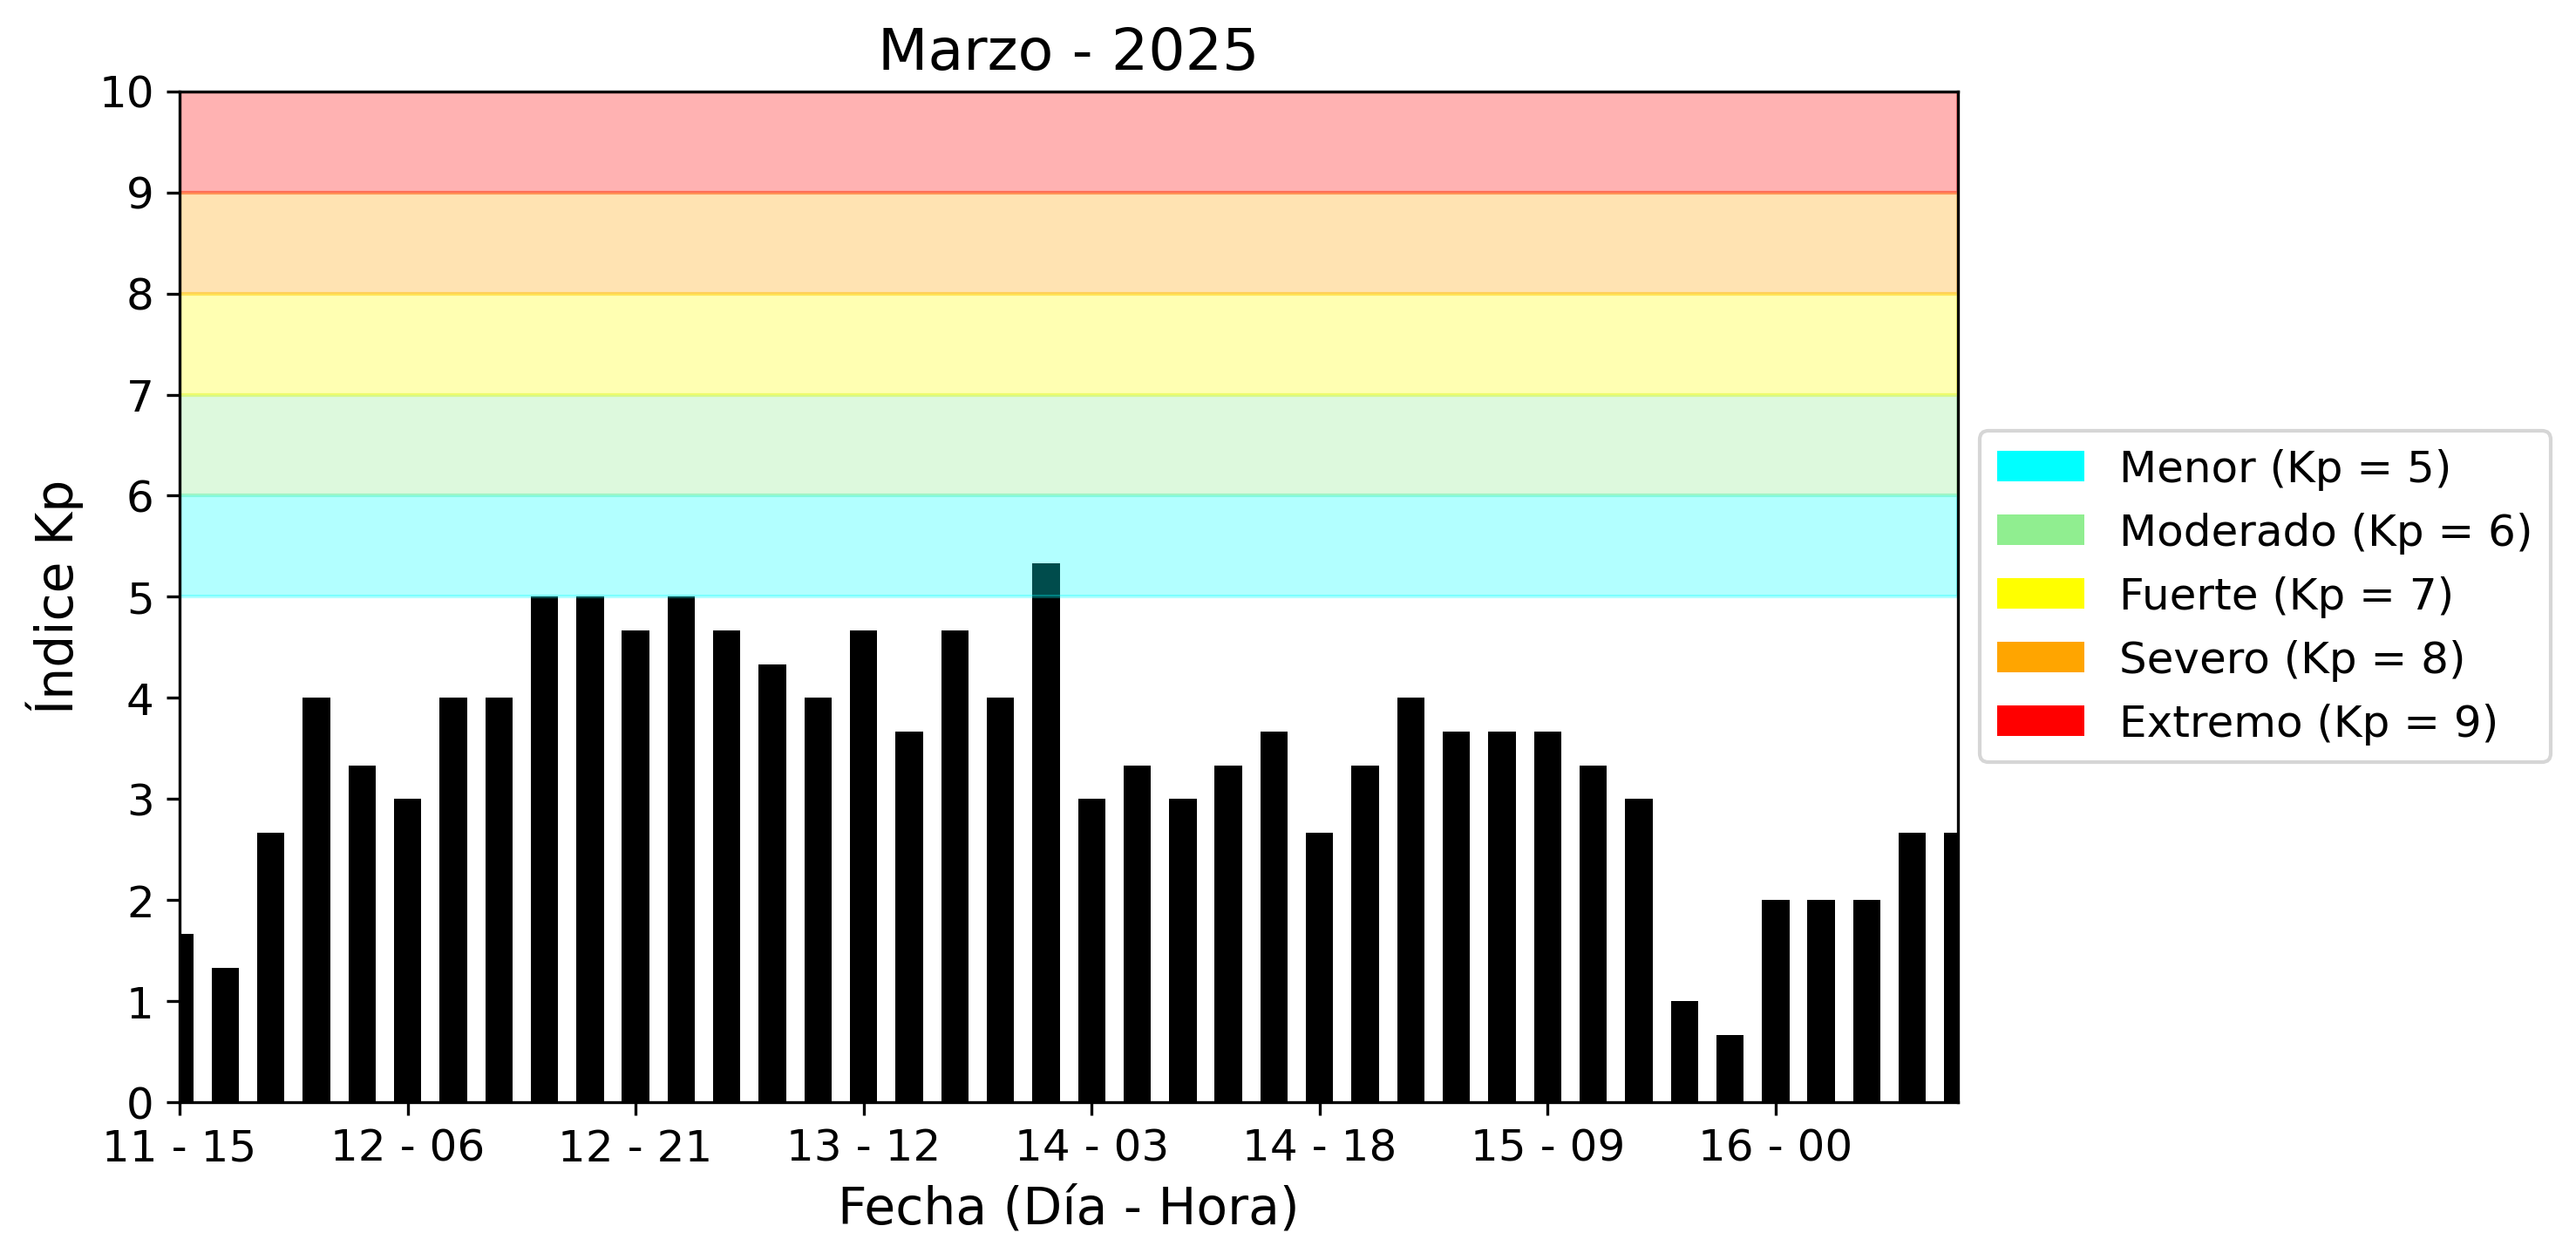 Marzo - 2025
10
9
8
7
6
5
4
3
2
1
0
Índice Kp
11 - 15
12 - 06
12 - 21
13 - 12
14 - 03
14 - 18
15 - 09
16 - 00
Fecha (Día - Hora)
Menor (Kp = 5)
Moderado (Kp = 6)
Fuerte (Kp = 7)
Severo (Kp = 8)
Extremo (Kp = 9)